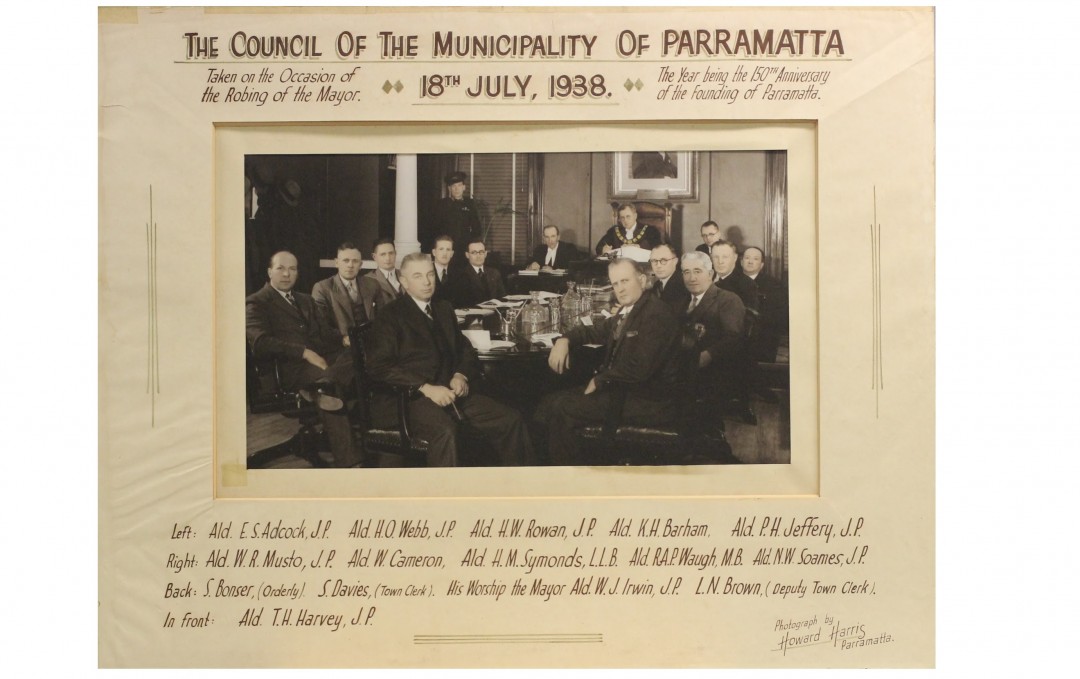 THE COUNCIL OF THE MUNICIPALITY OF PARRAMATTA
Taken on the Occasion of
the Robing of the Mayor.
18TH JULY, 1938.
The Year being the 150TH Anniversary
of the Founding of Parramatta.
Left: Ald. E.S. Adcock, J.P. Ald. H.O. Webb, J.P. Ald. H.W. Rowan, J.P. Ald. K.H. Barham, Ald. P.H. Jeffery, J.P.
Right: Ald. W.R. Musto, J.P. Ald. W. Cameron, Ald. H.M. Symonds, L.L.B. Ald. R.A.P. Waugh, M.B. Ald. N.W. Soames, J.P.
Back: S. Bonser, (Orderly). S. Davies, (Town Clerk). His Worship the Mayor Ald. W.J. Irwin, J.P. L.N. Brown, (Deputy Town Clerk).
In front: Ald. T.H. Harvey, J.P.
Photograph by
Howard Harris
Parramatta.